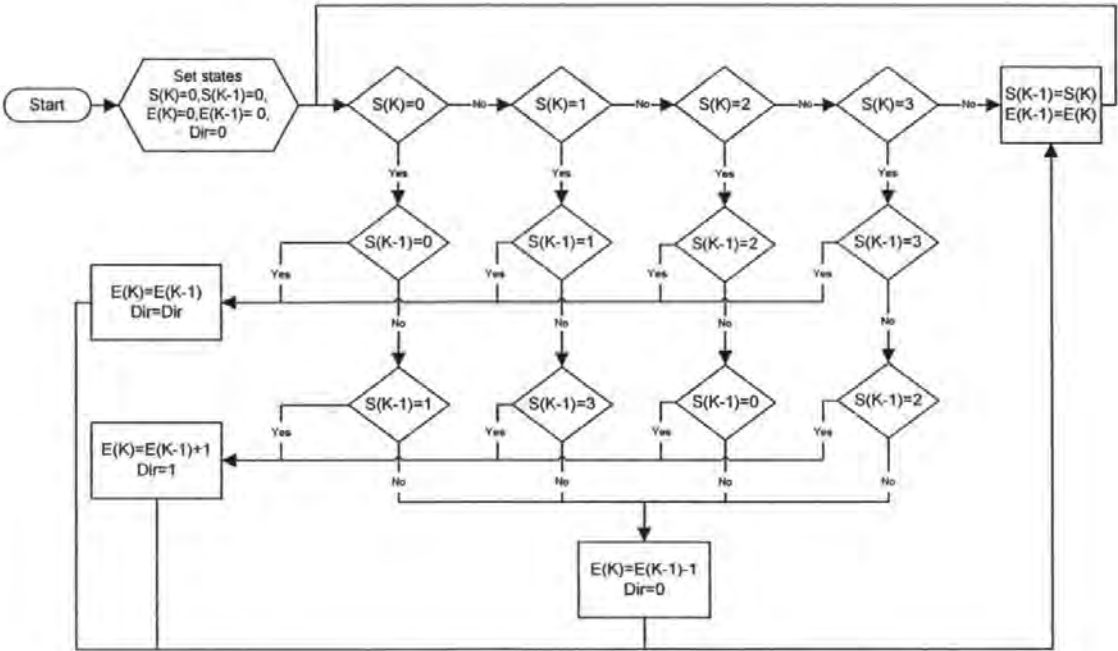 Start
Set states
S(K)=0,S(K-1)=0,
E(K)=0,E(K-1)= 0,
Dir=0
S(K)=0
No
S(K)=1
No
S(K)=2
No
S(K)=3
No
S(K-1)=S(K)
E(K-1)=E(K)
Yes
Yes
Yes
Yes
S(K-1)=0
S(K-1)=1
S(K-1)=2
S(K-1)=3
Yes
Yes
Yes
Yes
E(K)=E(K-1)
Dir=Dir
No
No
No
No
S(K-1)=1
S(K-1)=3
S(K-1)=0
S(K-1)=2
Yes
Yes
Yes
Yes
E(K)=E(K-1)+1
Dir=1
No
No
No
No
E(K)=E(K-1)-1
Dir=0